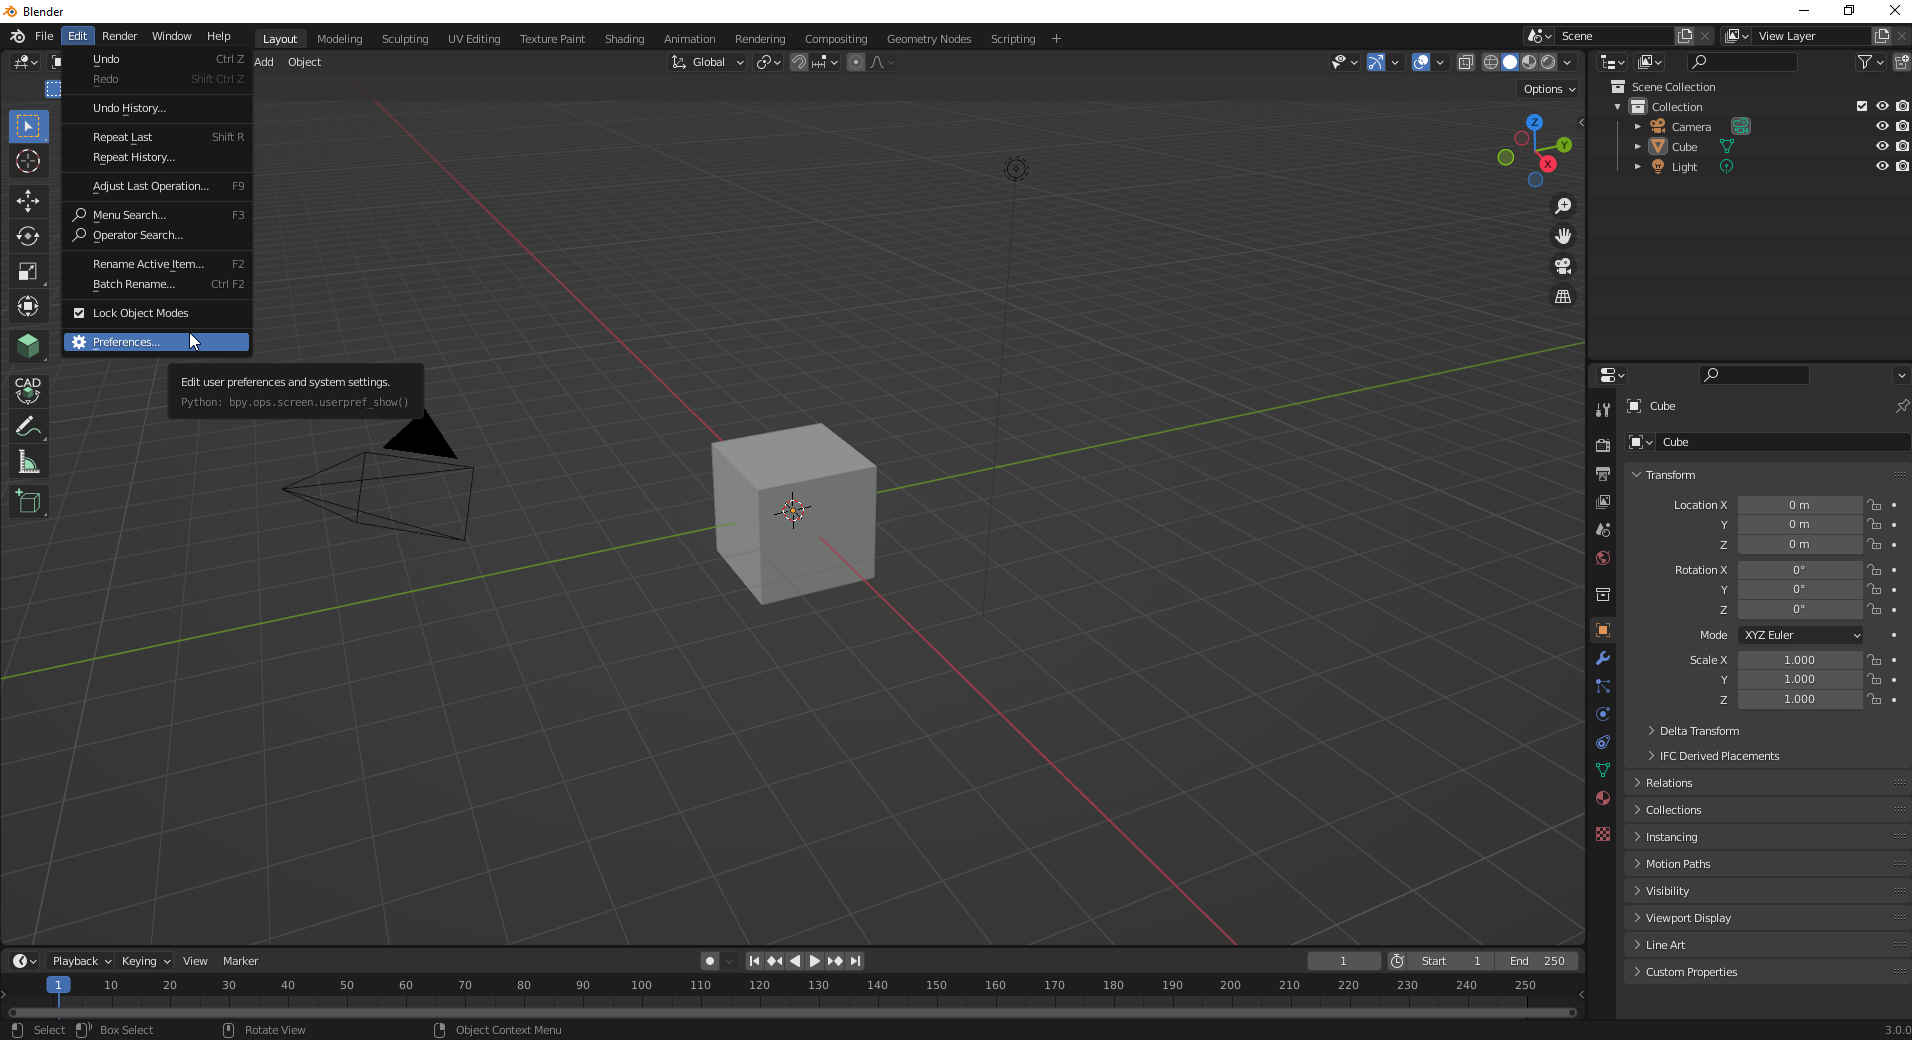 Blender
File Edit Render Window Help Layout Modeling Sculpting UV Editing Texture Paint Shading Animation Rendering Compositing Geometry Nodes Scripting + Scene View Layer
Add Object Global
Options
Undo Ctrl Z
Redo Shift Ctrl Z
Undo History...
Repeat Last Shift R
Repeat History...
Adjust Last Operation... F9
Menu Search... F3
Operator Search...
Rename Active Item... F2
Batch Rename... Ctrl F2
Lock Object Modes
Preferences...
Edit user preferences and system settings.
Python: bpy.ops.screen.userpref_show()
CAD
Z
Y
X
Scene Collection
Collection
Camera
Cube
Light
Cube
Cube
Transform
Location X 0 m
Y 0 m
Z 0 m
Rotation X 0°
Y 0°
Z 0°
Mode XYZ Euler
Scale X 1.000
Y 1.000
Z 1.000
Delta Transform
IFC Derived Placements
Relations
Collections
Instancing
Motion Paths
Visibility
Viewport Display
Line Art
Custom Properties
Playback Keying View Marker 1 Start 1 End 250
1 10 20 30 40 50 60 70 80 90 100 110 120 130 140 150 160 170 180 190 200 210 220 230 240 250
Select Box Select Rotate View Object Context Menu 3.0.0